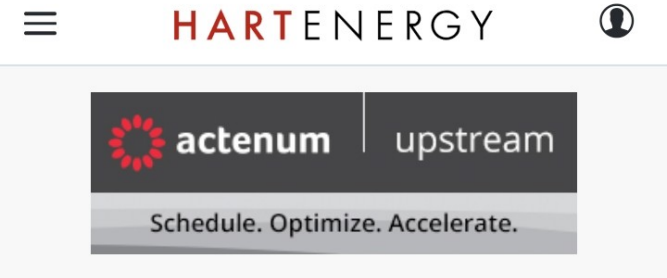 HARTENERGY
actenum | upstream
Schedule. Optimize. Accelerate.